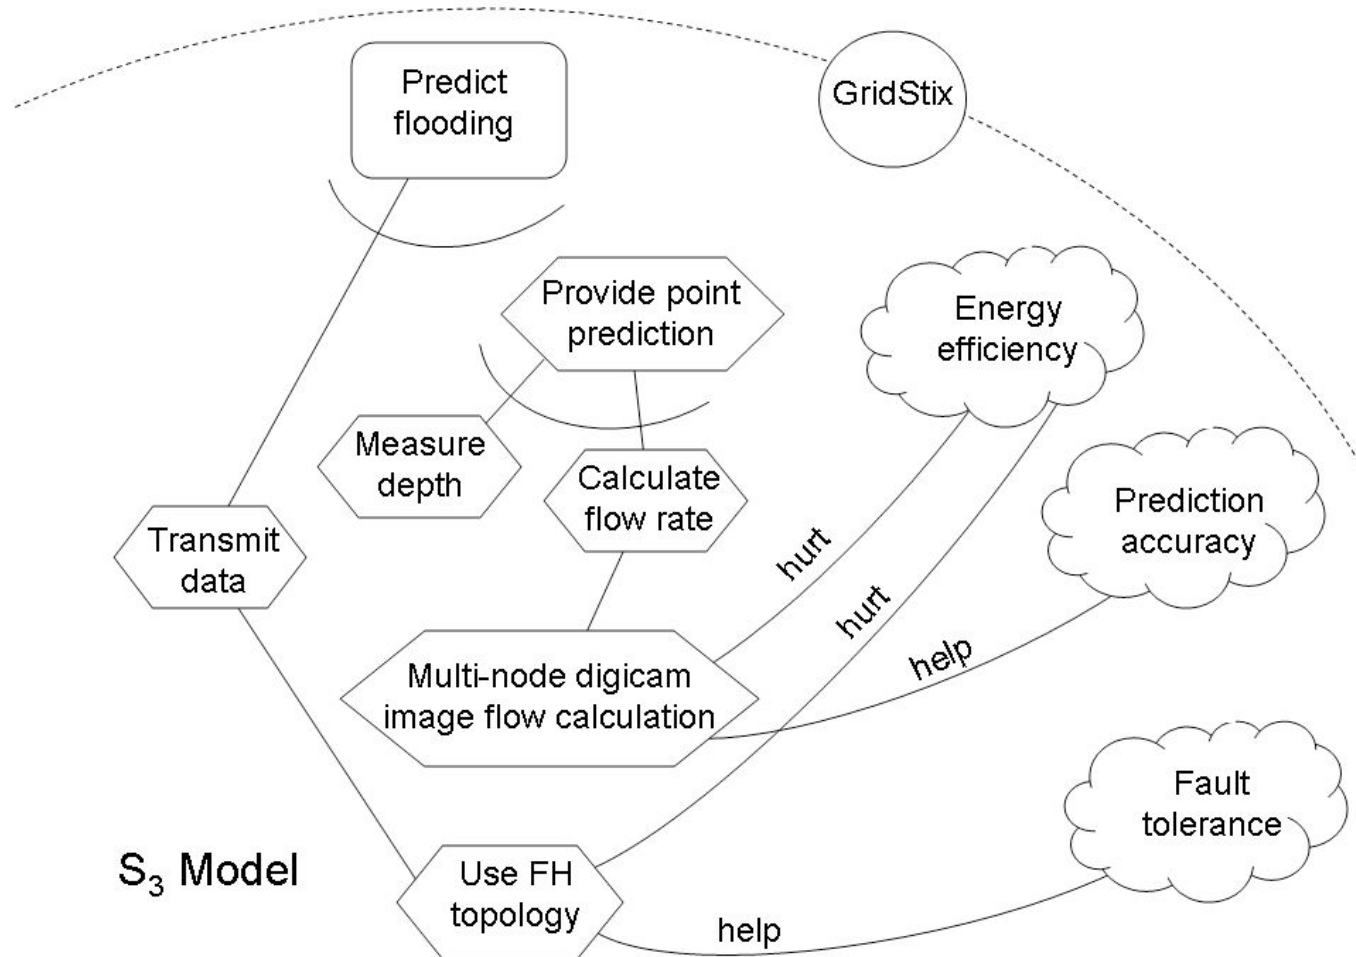 Predict
flooding
GridStix
Provide point
prediction
Energy
efficiency
Measure
depth
Calculate
flow rate
Prediction
accuracy
Transmit
data
hurt
hurt
help
Multi-node digicam
image flow calculation
Fault
tolerance
S₃ Model
Use FH
topology
help